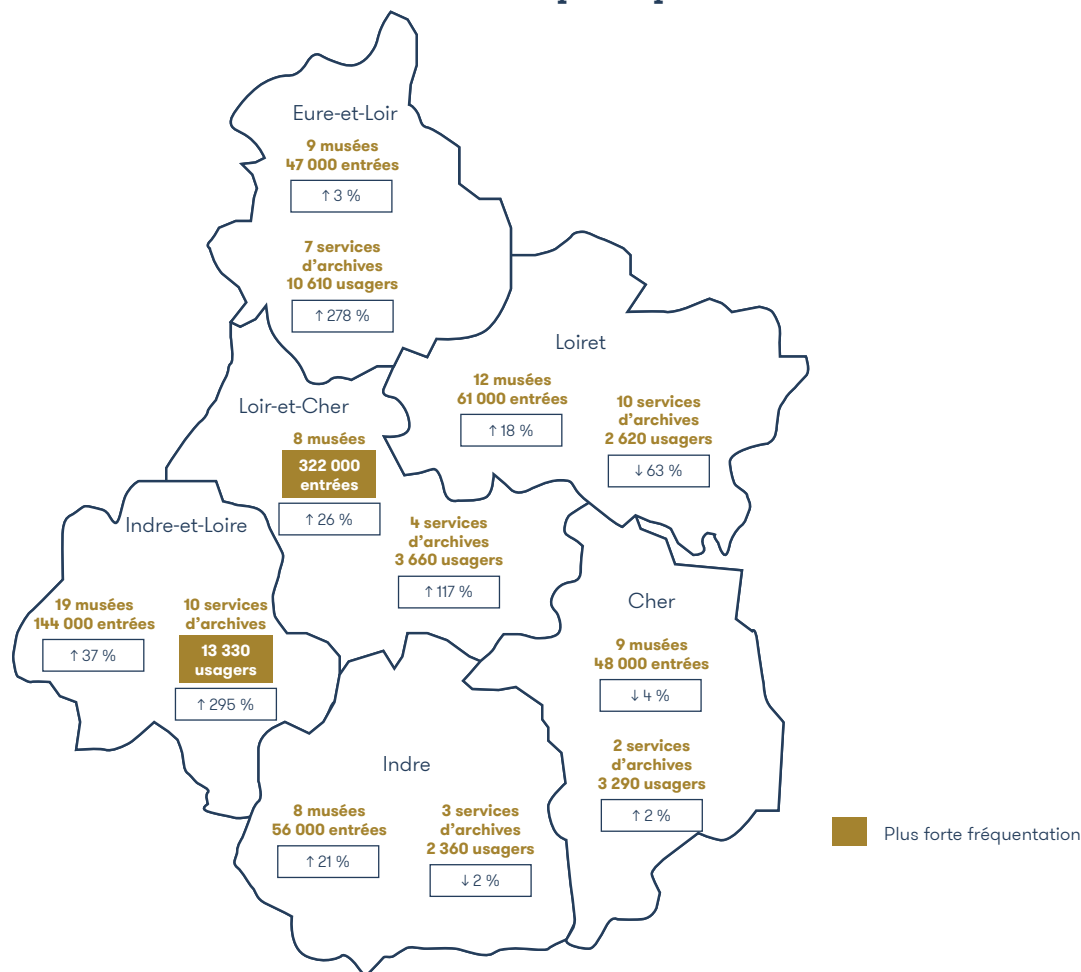 Eure-et-Loir
9 musées
47 000 entrées
↑ 3 %
7 services
d'archives
10 610 usagers
↑ 278 %
Loiret
12 musées
61 000 entrées
↑ 18 %
10 services
d'archives
2 620 usagers
↓ 63 %
Loir-et-Cher
8 musées
322 000
entrées
↑ 26 %
4 services
d'archives
3 660 usagers
↑ 117 %
Indre-et-Loire
19 musées
144 000 entrées
↑ 37 %
10 services
d'archives
13 330
usagers
↑ 295 %
Cher
9 musées
48 000 entrées
↓ 4 %
2 services
d'archives
3 290 usagers
↑ 2 %
Indre
8 musées
56 000 entrées
↑ 21 %
3 services
d'archives
2 360 usagers
↓ 2 %
Plus forte fréquentation